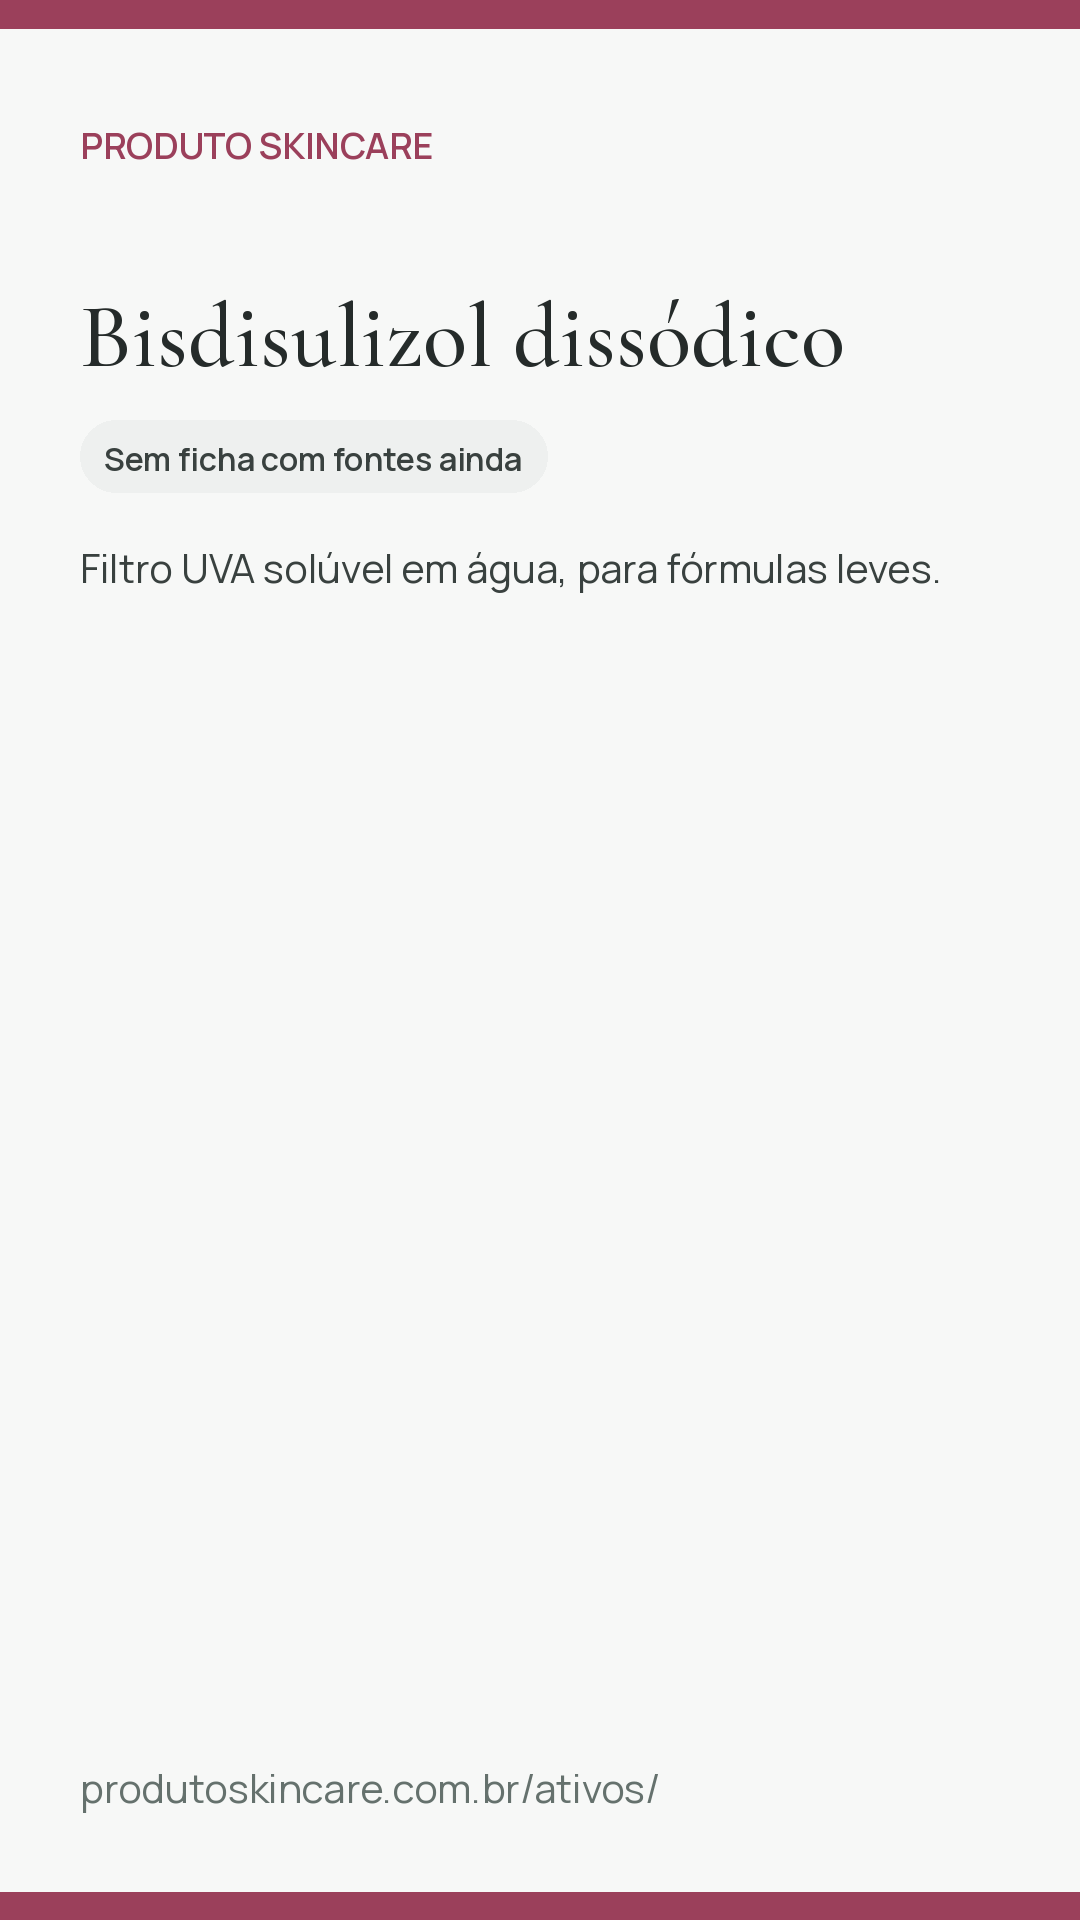 PRODUTO SKINCARE
Bisdisulizol dissódico
Sem ficha com fontes ainda
Filtro UVA solúvel em água, para fórmulas leves.
produtoskincare.com.br/ativos/